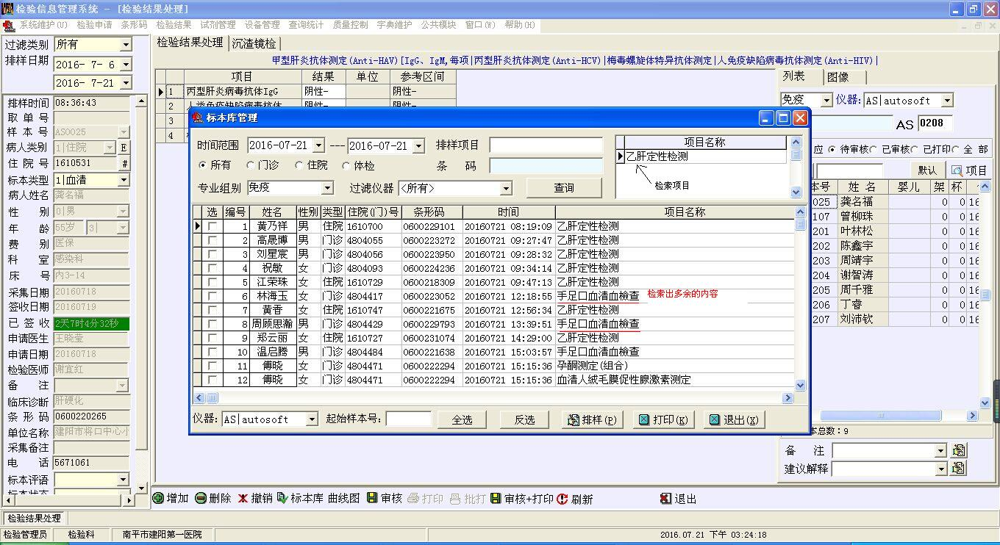 检验信息管理系统 - [检验结果处理]
系统维护(U) 检验申请 条形码 检验结果 试剂管理 设备管理 查询统计 质量控制 字典维护 公共模块 窗口(W) 帮助(H)
过滤类别 所有
排样日期 2016- 7- 6
2016- 7-21
排样时间 08:36:43
取单号
样本号 AS0025
病人类别 1|住院 E
住院号 1610531 #
标本类型 1|血清
病人姓名 龚名福
性别 0|男
年龄 55岁 3|
费别 医保
科室 感染科
床号 内3-14
采集日期 20160718
签收日期 20160719
已签收 2天7时4分32秒
申请医生 王晓莹
申请日期 20160718
检验医师 谢宜红
备注
临床诊断 肝硬化
条形码 0600220265
单位名称 建阳市将口中心小
采集备注
电话 5671061
标本评语
检验结果处理 沉渣镜检
甲型肝炎抗体测定(Anti-HAV)[IgG、IgM,每项|丙型肝炎抗体测定(Anti-HCV)|梅毒螺旋体特异抗体测定|人免疫缺陷病毒抗体测定(Anti-HIV)|
项目 结果 单位 参考区间
1 丙型肝炎病毒抗体IgG 阴性- 阴性-
2 人类免疫缺陷病毒抗体 阴性- 阴性-
3
4
标本库管理
时间范围 2016-07-21 --- 2016-07-21 排样项目
所有 门诊 住院 体检 条码
专业组别 免疫 过滤仪器 <所有> 查询
项目名称
乙肝定性检测
检索项目
选 编号 姓名 性别 类型 住院(门)号 条形码 时间 项目名称
1 黄乃祥 男 住院 1610700 0600229101 20160721 08:19:09 乙肝定性检测
2 高晟博 男 门诊 4804055 0600223272 20160721 09:27:47 乙肝定性检测
3 刘星宸 男 门诊 4804056 0600223950 20160721 09:28:32 乙肝定性检测
4 祝敏 女 门诊 4804093 0600224236 20160721 09:34:14 乙肝定性检测
5 江荣珠 女 住院 1610729 0600218309 20160721 09:47:13 乙肝定性检测
6 林海玉 女 门诊 4804417 0600223052 20160721 12:18:55 手足口血清血検查 检索出多余的内容
7 黄香 女 住院 1610747 0600221675 20160721 12:56:34 乙肝定性检测
8 周顾思瀚 男 门诊 4804429 0600229793 20160721 13:39:51 手足口血清血検查
9 郑云丽 女 住院 1610727 0600231074 20160721 14:29:00 乙肝定性检测
10 温启腾 男 门诊 4804484 0600221638 20160721 15:03:57 手足口血清血検查
11 傅晓 女 门诊 4804471 0600222294 20160721 15:15:36 孕酮测定(组合)
12 傅晓 女 门诊 4804471 0600222294 20160721 15:15:36 血清人绒毛膜促性腺激素测定
仪器: AS|autosoft 起始样本号: 全选 反选 排样(P) 打印(K) 退出(X)
列表 图像
免疫 仪器: AS|autosoft
AS 0208
应 待审核 已审核 已打印 全部
默认 项目
本号 姓名 婴儿 架 杯
025 龚名福 0 0 16
107 曾柳珠 0 0 16
201 叶林松 0 0 16
202 陈鑫宇 0 0 16
203 周靖宇 0 0 16
204 谢智涛 0 0 16
205 周千雅 0 0 16
206 丁睿 0 0 16
207 刘沛钦 0 0 16
本总数:9
备注
建议解释
增加 删除 撤销 标本库 曲线图 审核 打印 批打 审核+打印 刷新 退出
检验结果处理
检验管理员 检验科 南平市建阳第一医院 2016.07.21 下午 03:24:18